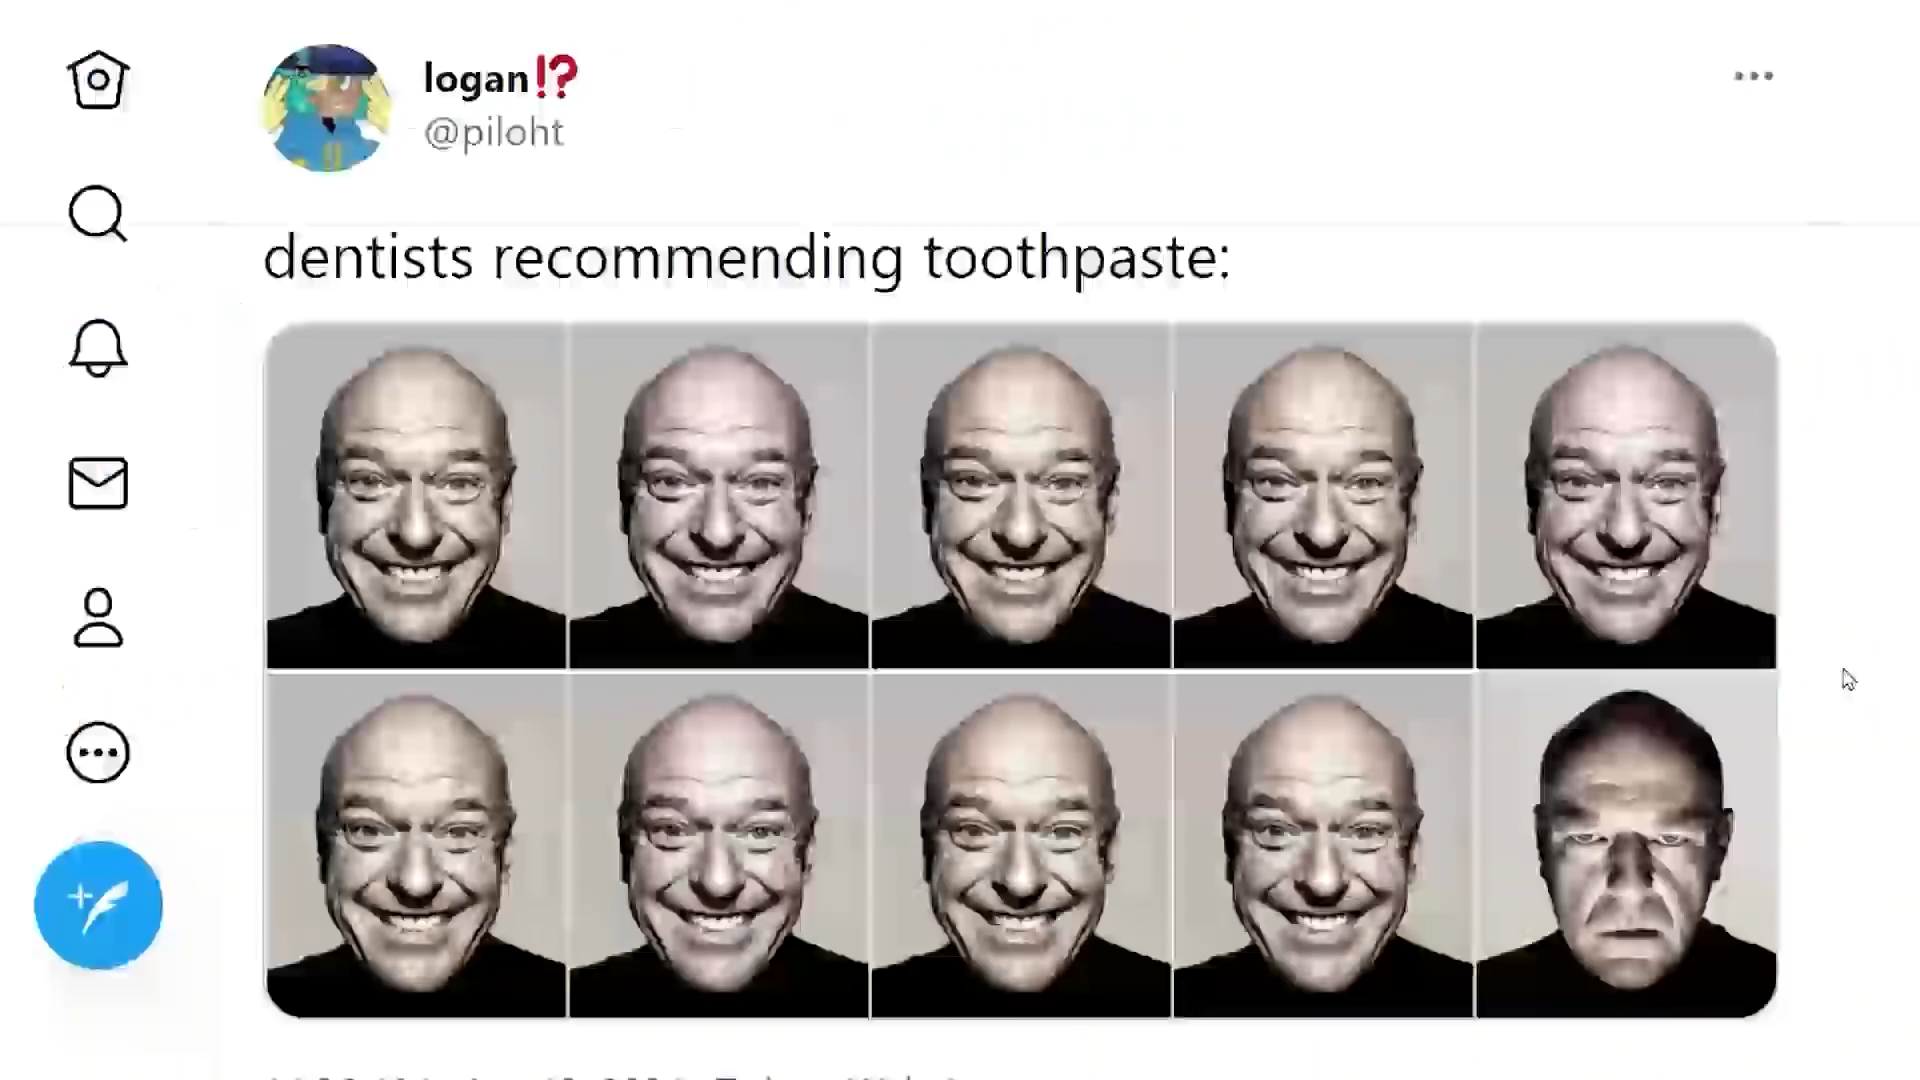 logan⁉️
@piloht
dentists recommending toothpaste: